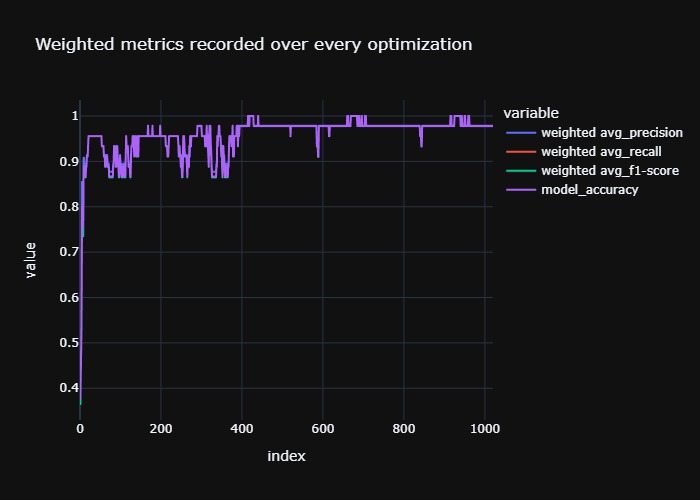 Weighted metrics recorded over every optimization
variable
weighted avg_precision
weighted avg_recall
weighted avg_f1-score
model_accuracy
value
1
0.9
0.8
0.7
0.6
0.5
0.4
0 200 400 600 800 1000
index